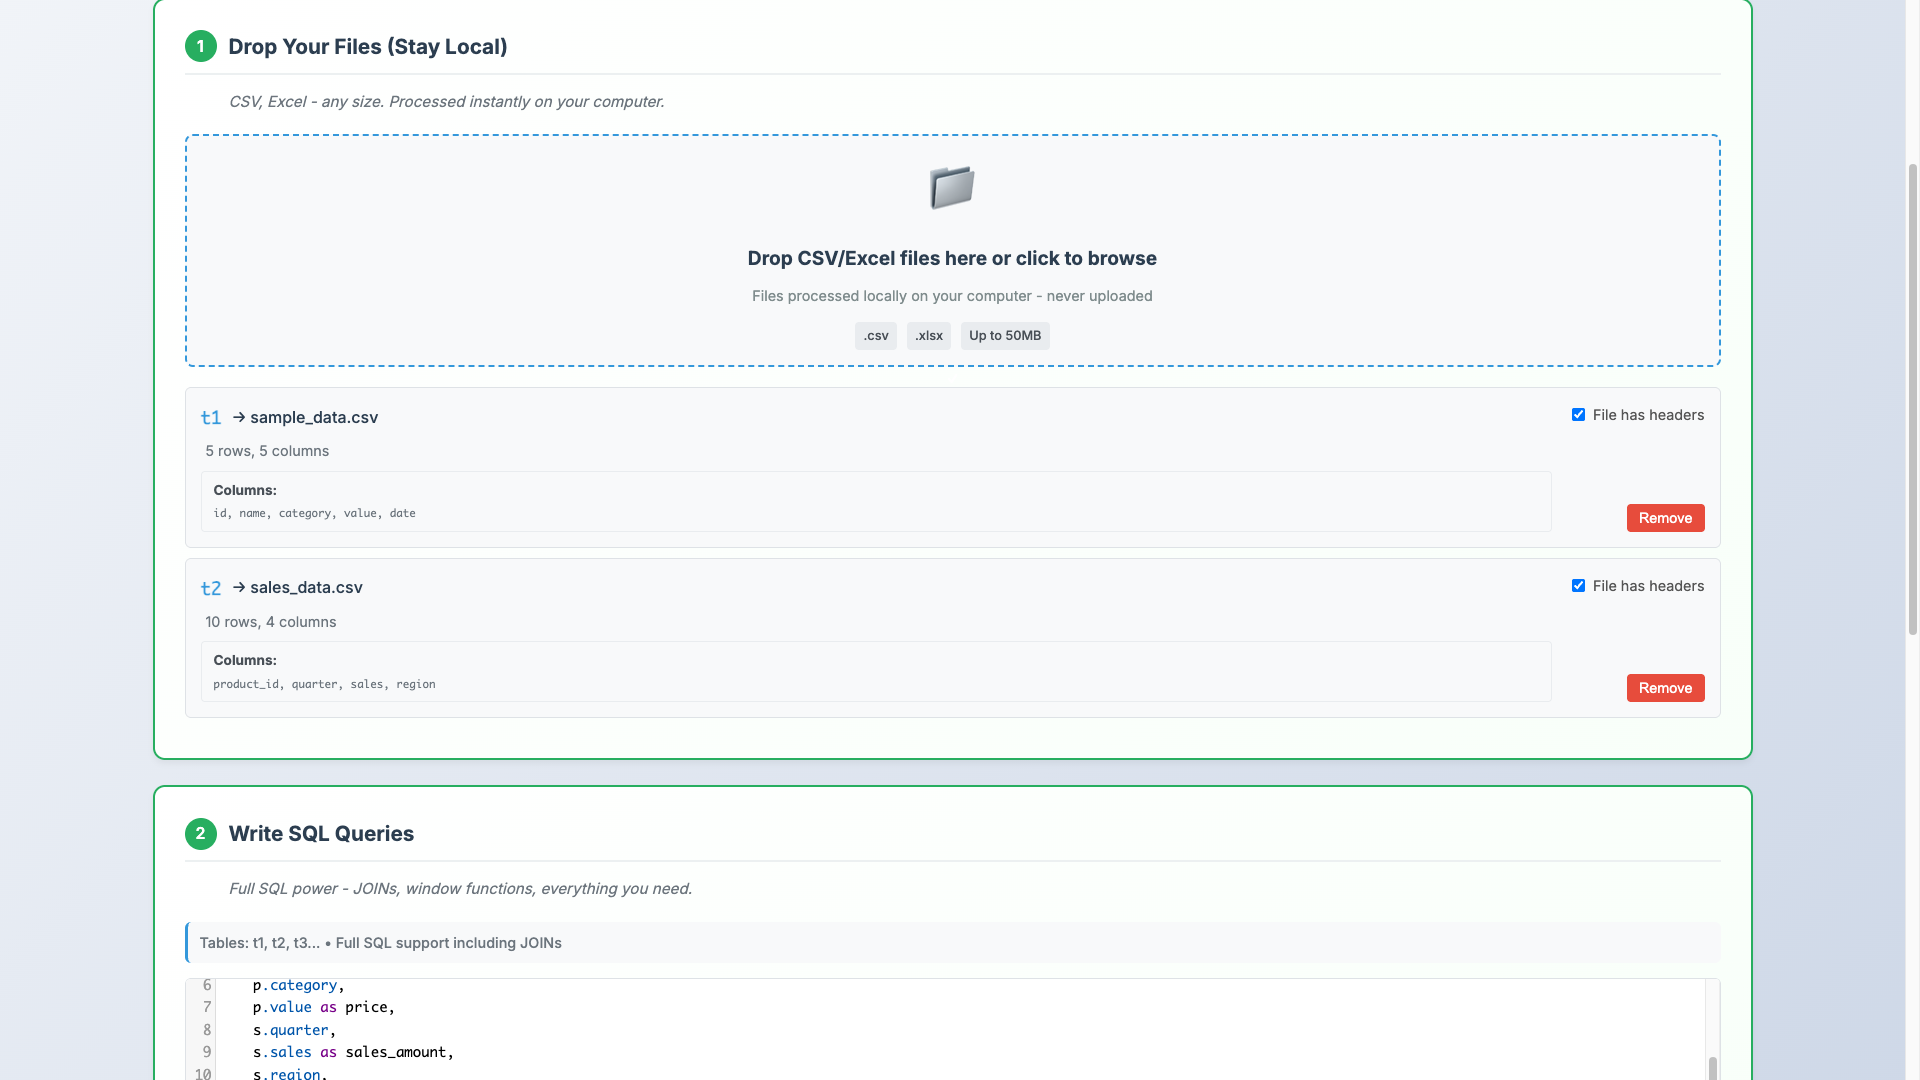 1 Drop Your Files (Stay Local)
CSV, Excel - any size. Processed instantly on your computer.
Drop CSV/Excel files here or click to browse
Files processed locally on your computer - never uploaded
.csv .xlsx Up to 50MB
t1 → sample_data.csv File has headers
5 rows, 5 columns
Columns:
id, name, category, value, date
Remove
t2 → sales_data.csv File has headers
10 rows, 4 columns
Columns:
product_id, quarter, sales, region
Remove
2 Write SQL Queries
Full SQL power - JOINs, window functions, everything you need.
Tables: t1, t2, t3... • Full SQL support including JOINs
6 p.category,
7 p.value as price,
8 s.quarter,
9 s.sales as sales_amount,
10 s.region,